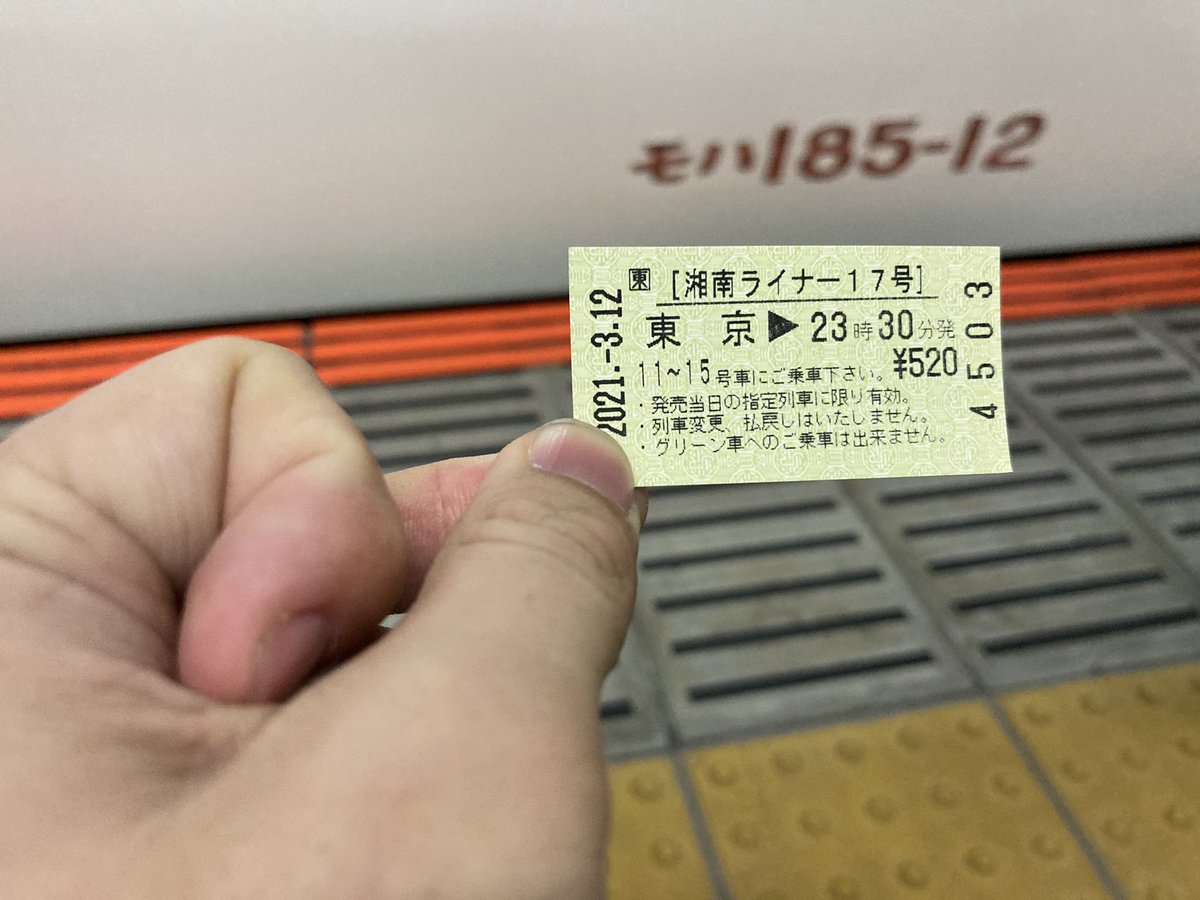 モハ185-12
東 [湘南ライナー17号]
東京▶23時30分発
11~15号車にご乗車下さい。 ¥520
・発売当日の指定列車に限り有効。
・列車変更、払戻しはいたしません。
・グリーン車へのご乗車は出来ません。
2021.-3.12
4503